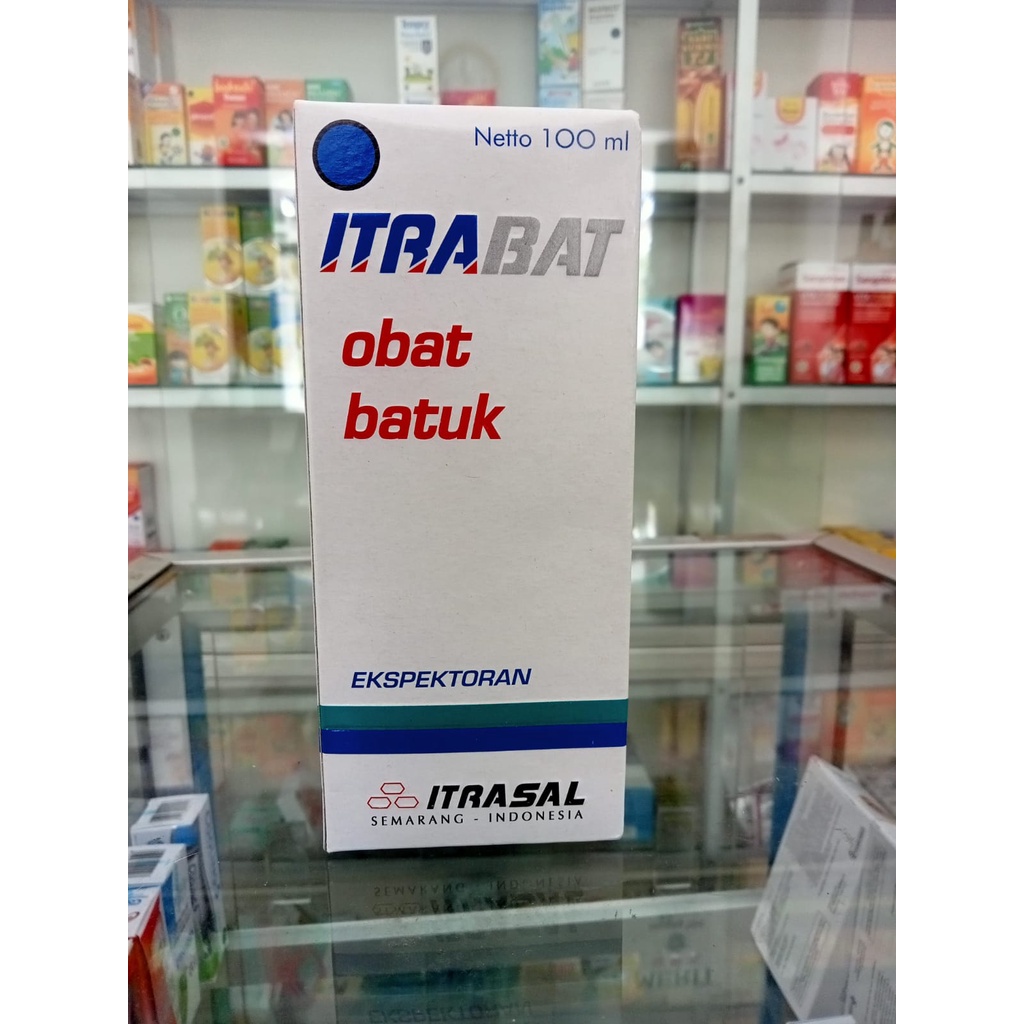 Netto 100 ml
ITRABAT
obat
batuk
EKSPEKTORAN
ITRASAL
SEMARANG - INDONESIA